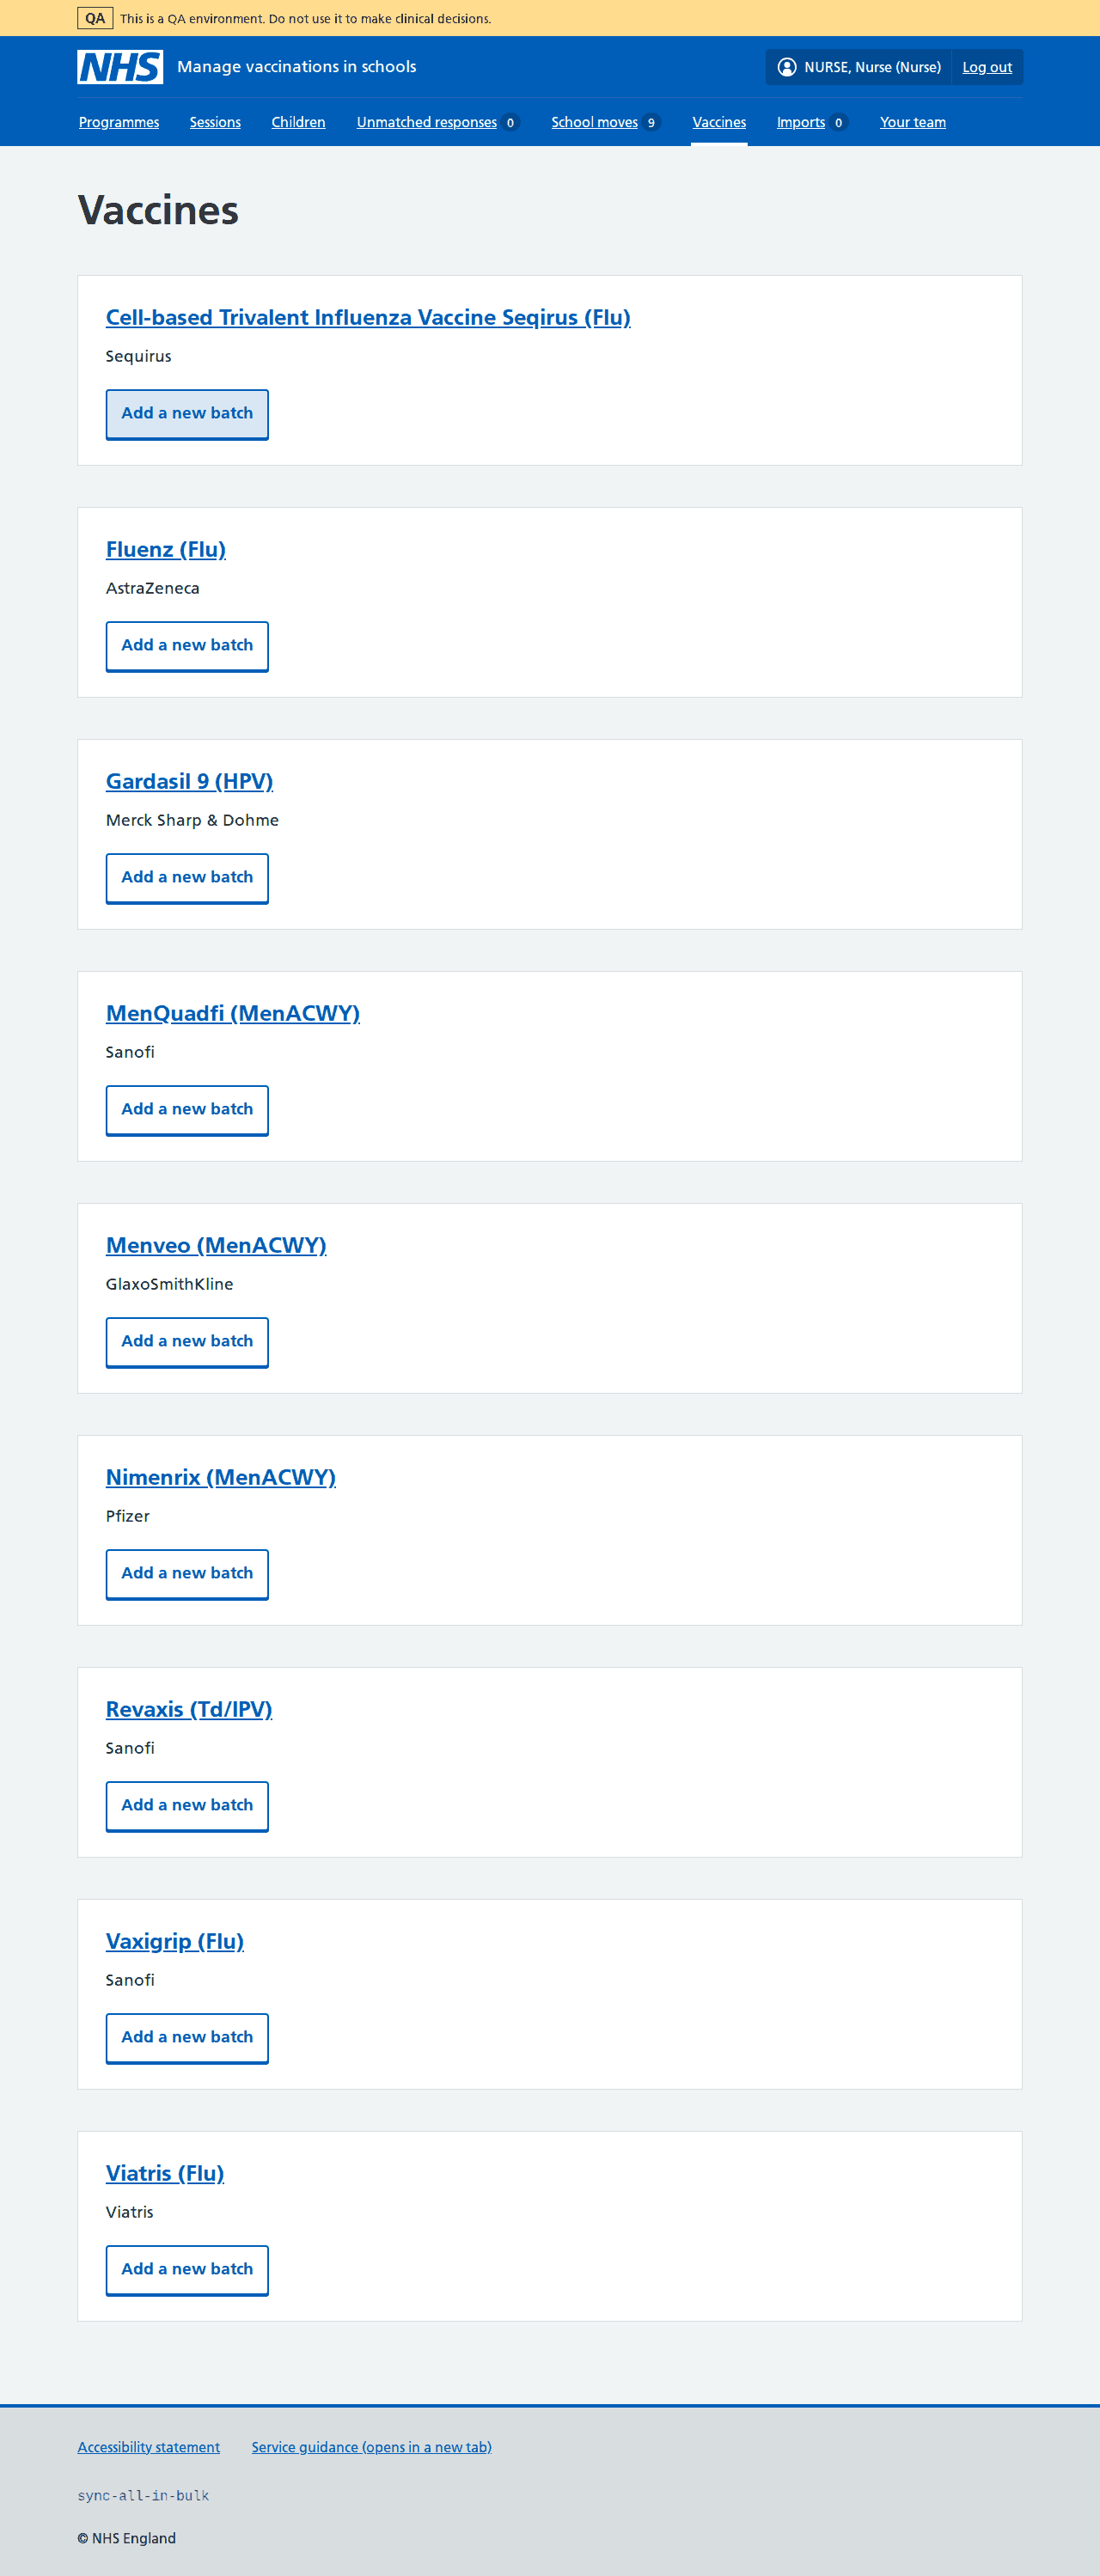 QA This is a QA environment. Do not use it to make clinical decisions.
NHS Manage vaccinations in schools NURSE, Nurse (Nurse) Log out
Programmes Sessions Children Unmatched responses 0 School moves 9 Vaccines Imports 0 Your team
Vaccines
Cell-based Trivalent Influenza Vaccine Seqirus (Flu)
Sequirus
Add a new batch
Fluenz (Flu)
AstraZeneca
Add a new batch
Gardasil 9 (HPV)
Merck Sharp & Dohme
Add a new batch
MenQuadfi (MenACWY)
Sanofi
Add a new batch
Menveo (MenACWY)
GlaxoSmithKline
Add a new batch
Nimenrix (MenACWY)
Pfizer
Add a new batch
Revaxis (Td/IPV)
Sanofi
Add a new batch
Vaxigrip (Flu)
Sanofi
Add a new batch
Viatris (Flu)
Viatris
Add a new batch
Accessibility statement Service guidance (opens in a new tab)
sync-all-in-bulk
© NHS England